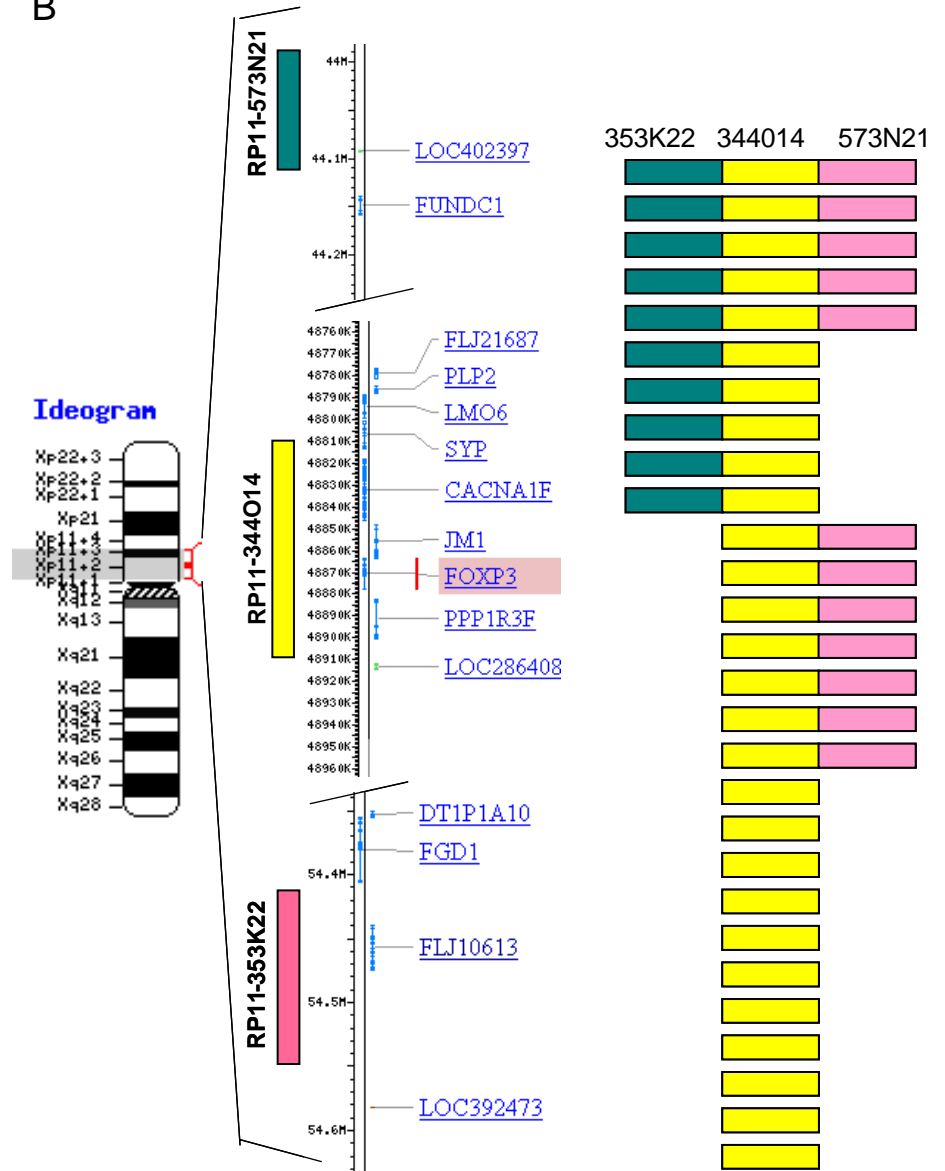 B
RP11-573N21
44M
44.1M
44.2M
LOC402397
FUNDC1
353K22 344014 573N21
Ideogram
Xp22.3
Xp22.2
Xp22.1
Xp21
Xp11.4
Xp11.3
Xp11.2
Xp11.1
Xq11
Xq12
Xq13
Xq21
Xq22
Xq23
Xq24
Xq25
Xq26
Xq27
Xq28
RP11-344O14
48760K
48770K
48780K
48790K
48800K
48810K
48820K
48830K
48840K
48850K
48860K
48870K
48880K
48890K
48900K
48910K
48920K
48930K
48940K
48950K
48960K
FLJ21687
PLP2
LMO6
SYP
CACNA1F
JM1
FOXP3
PPP1R3F
LOC286408
RP11-353K22
54.4M
54.5M
54.6M
DT1P1A10
FGD1
FLJ10613
LOC392473